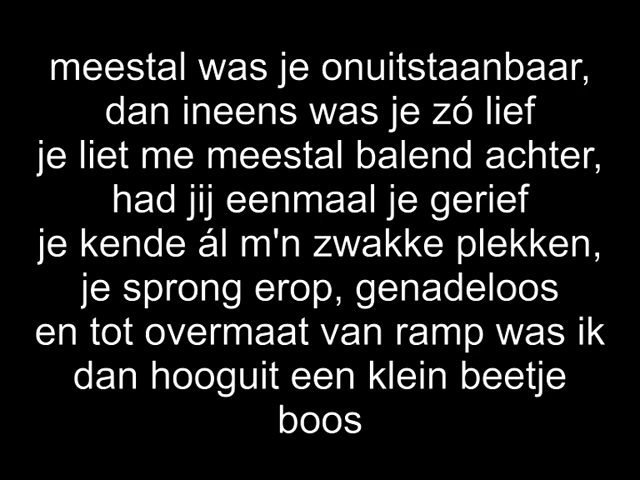 meestal was je onuitstaanbaar,
dan ineens was je zó lief
je liet me meestal balend achter,
had jij eenmaal je gerief
je kende ál m'n zwakke plekken,
je sprong erop, genadeloos
en tot overmaat van ramp was ik
dan hooguit een klein beetje
boos